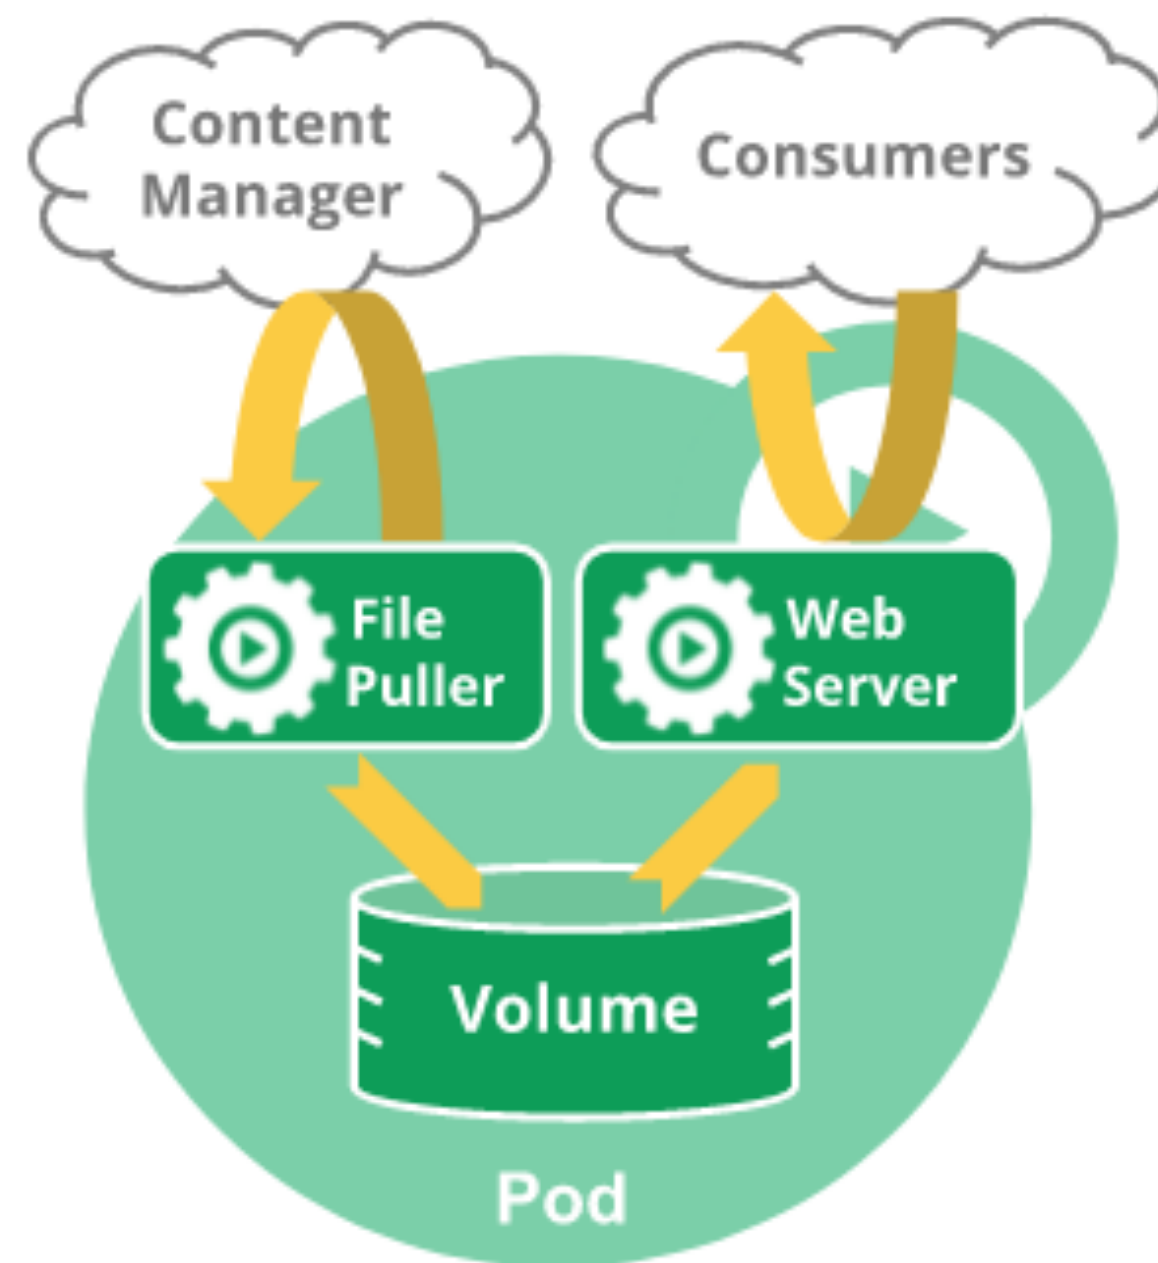 Content
Manager
Consumers
File
Puller
Web
Server
Volume
Pod